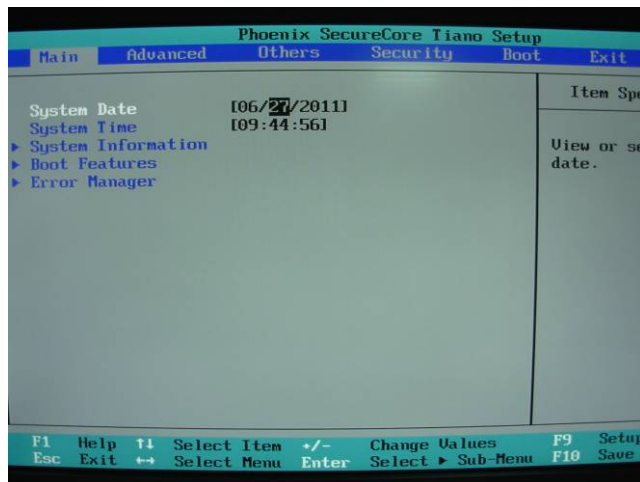 Phoenix SecureCore Tiano Setup
Main Advanced Others Security Boot Exit
Item Spe
System Date [06/27/2011]
System Time [09:44:56]
System Information
Boot Features
Error Manager
View or se
date.
F1 Help ↑↓ Select Item +/- Change Values F9 Setup
Esc Exit ↔ Select Menu Enter Select ▶ Sub-Menu F10 Save